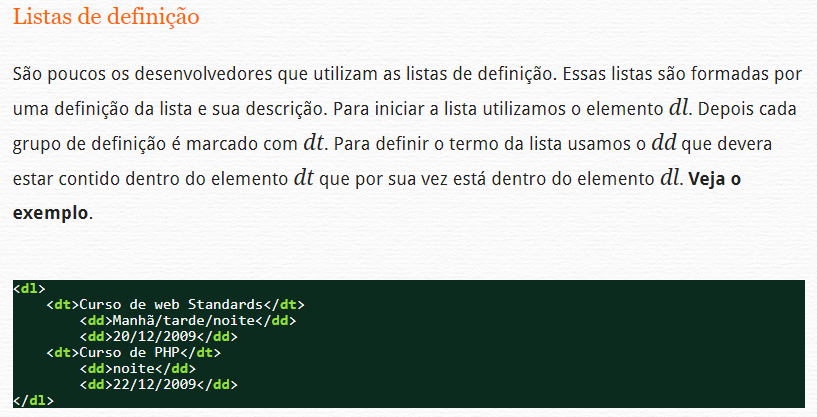 Listas de definição
São poucos os desenvolvedores que utilizam as listas de definição. Essas listas são formadas por
uma definição da lista e sua descrição. Para iniciar a lista utilizamos o elemento dl. Depois cada
grupo de definição é marcado com dt. Para definir o termo da lista usamos o dd que devera
estar contido dentro do elemento dt que por sua vez está dentro do elemento dl. Veja o
exemplo.
<dl>
    <dt>Curso de web Standards</dt>
        <dd>Manhã/tarde/noite</dd>
        <dd>20/12/2009</dd>
    <dt>Curso de PHP</dt>
        <dd>noite</dd>
        <dd>22/12/2009</dd>
</dl>